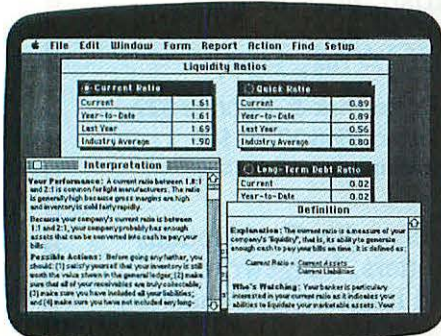 File Edit Window Form Report Action Find Setup
Liquidity Ratios
Current Ratio
Current 1.61
Year-to-Date 1.61
Last Year 1.69
Industry Average 1.90
Quick Ratio
Current 0.89
Year-to-Date 0.89
Last Year 0.56
Industry Average 0.80
Long-Term Debt Ratio
Current 0.02
Year-to-Date 0.02
Interpretation
Your Performance: A current ratio between 1.8:1
and 2:1 is common for light manufacturers. The ratio
is generally high because gross margins are high
and inventory is sold fairly rapidly.
Because your company's current ratio is between
1:1 and 2:1, your company probably has enough
assets that can be converted into cash to pay your
bills.
Possible Actions: Before going any further, you
should: (1) satisfy yourself that your inventory is still
worth the value shown in the general ledger; (2) make
sure that all of your receivables are truly collectable;
(3) make sure you have included all your liabilities;
and (4) make sure you have not included any long-
Definition
Explanation: The current ratio is a measure of your
company's "liquidity", that is, its ability to generate
enough cash to pay your bills on time. It is defined as:
Current Ratio = Current Assets
Current Liabilities
Who's Watching: Your banker is particularly
interested in your current ratio as it indicates your
abilities to liquidate your marketable assets. Your